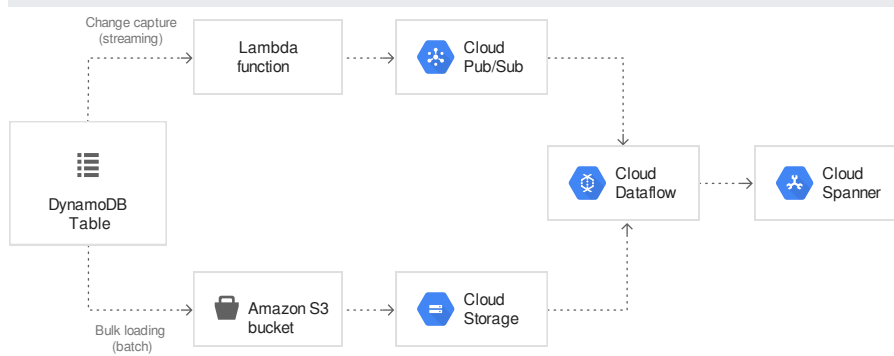 Change capture
(streaming)
Lambda
function
Cloud
Pub/Sub
DynamoDB
Table
Cloud
Dataflow
Cloud
Spanner
Amazon S3
bucket
Cloud
Storage
Bulk loading
(batch)